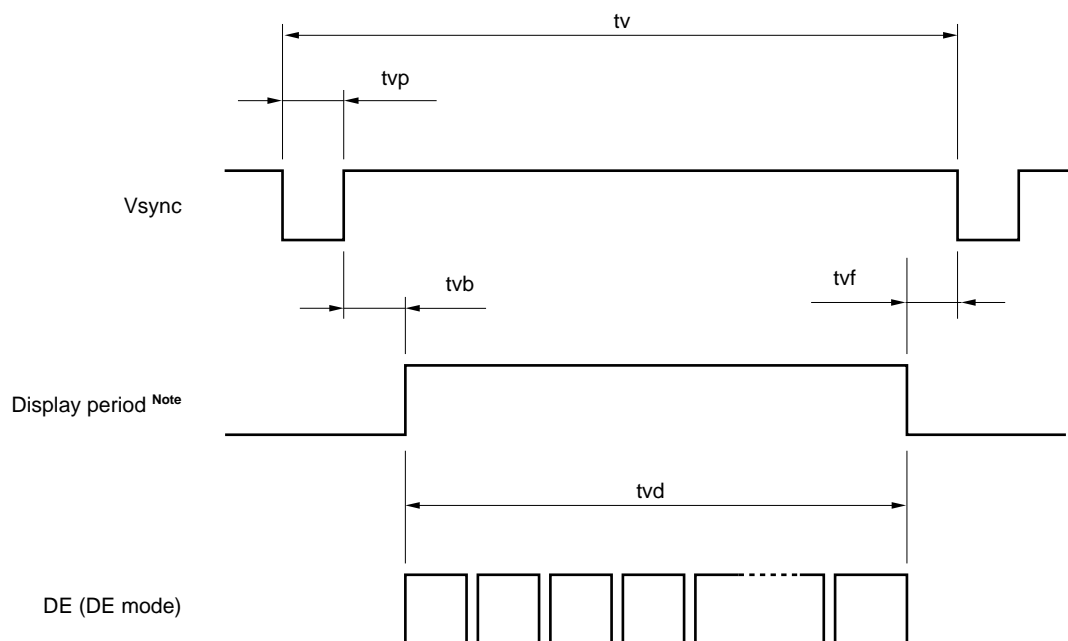 tv
tvp
Vsync
tvb
tvf
Display period Note
tvd
DE (DE mode)